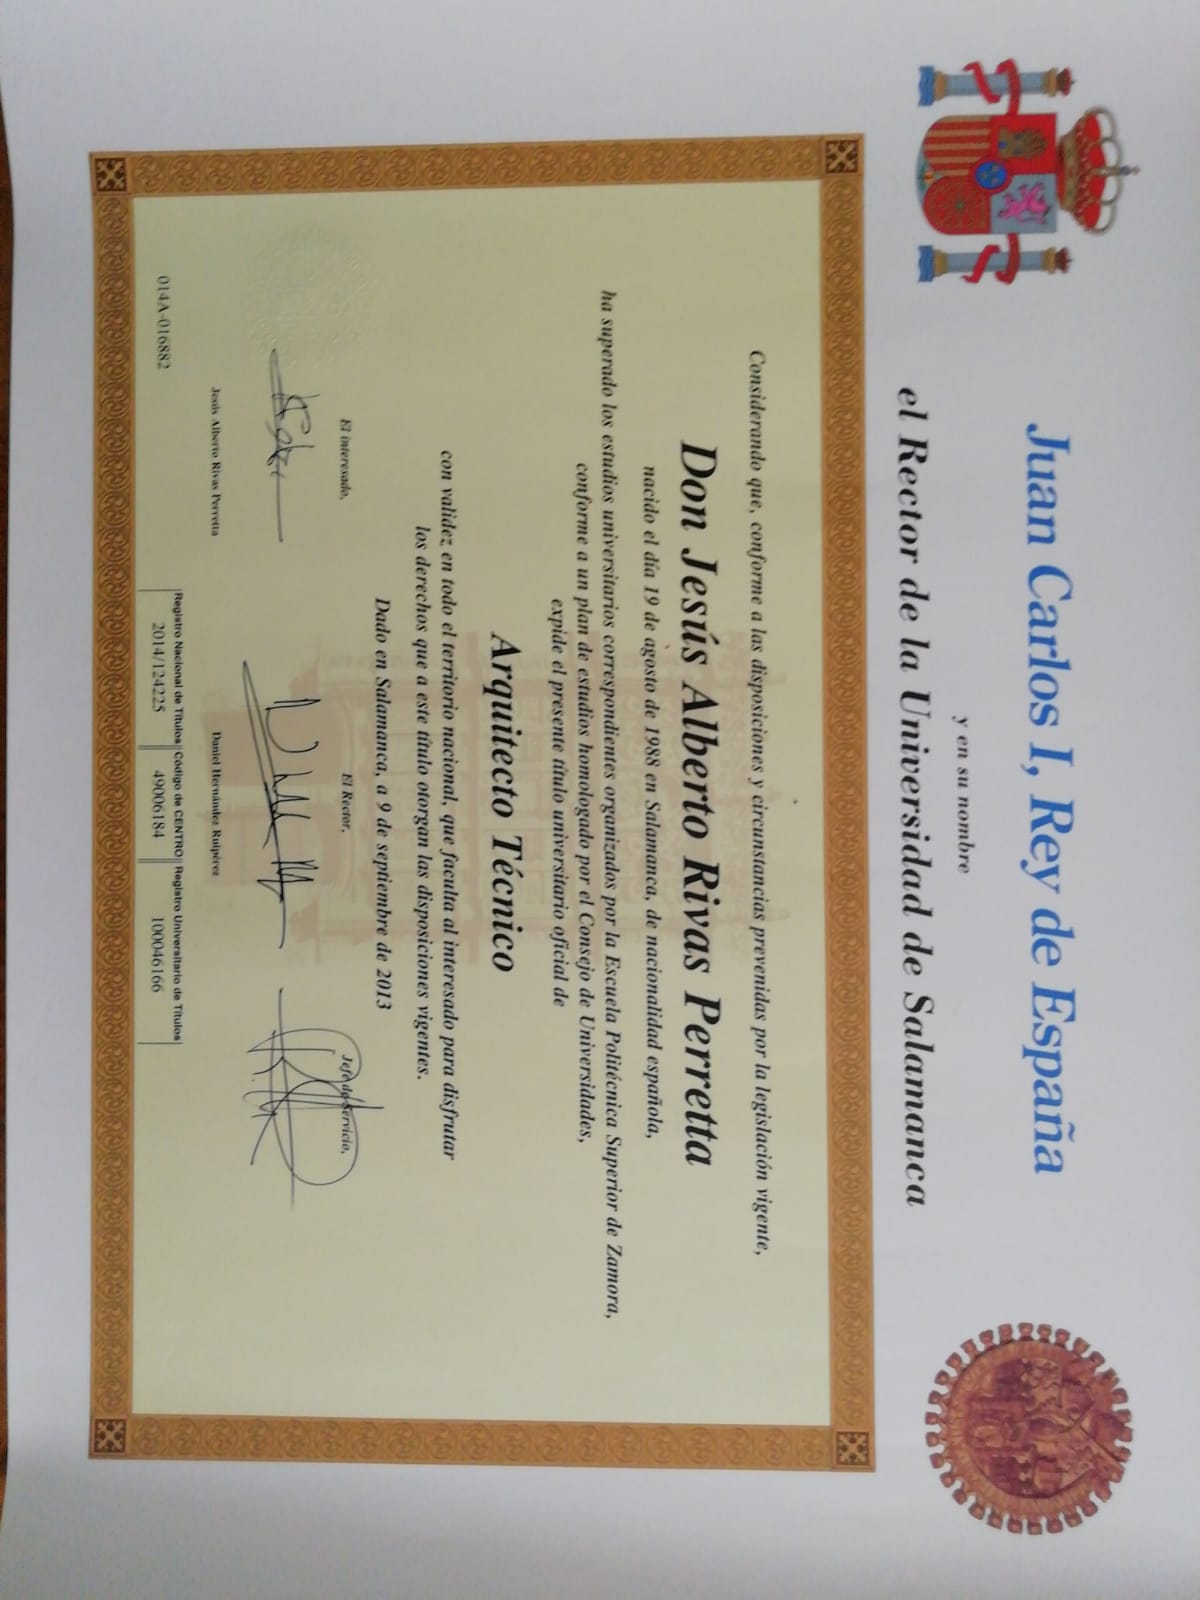 Juan Carlos I, Rey de España
y en su nombre
el Rector de la Universidad de Salamanca
Considerando que, conforme a las disposiciones y circunstancias prevenidas por la legislación vigente,
Don Jesús Alberto Rivas Perretta
nacido el día 19 de agosto de 1988 en Salamanca, de nacionalidad española,
ha superado los estudios universitarios correspondientes organizados por la Escuela Politécnica Superior de Zamora,
conforme a un plan de estudios homologado por el Consejo de Universidades,
expide el presente título universitario oficial de
Arquitecto Técnico
con validez en todo el territorio nacional, que faculta al interesado para disfrutar
los derechos que a este título otorgan las disposiciones vigentes.
Dado en Salamanca, a 9 de septiembre de 2013
El interesado, El Rector, Jefe de Servicio,
Jesús Alberto Rivas Perretta Daniel Hernández Ruipérez
014A-016882
Registro Nacional de Títulos Código de CENTRO Registro Universitario de Títulos
2014/124225 49006184 100046166